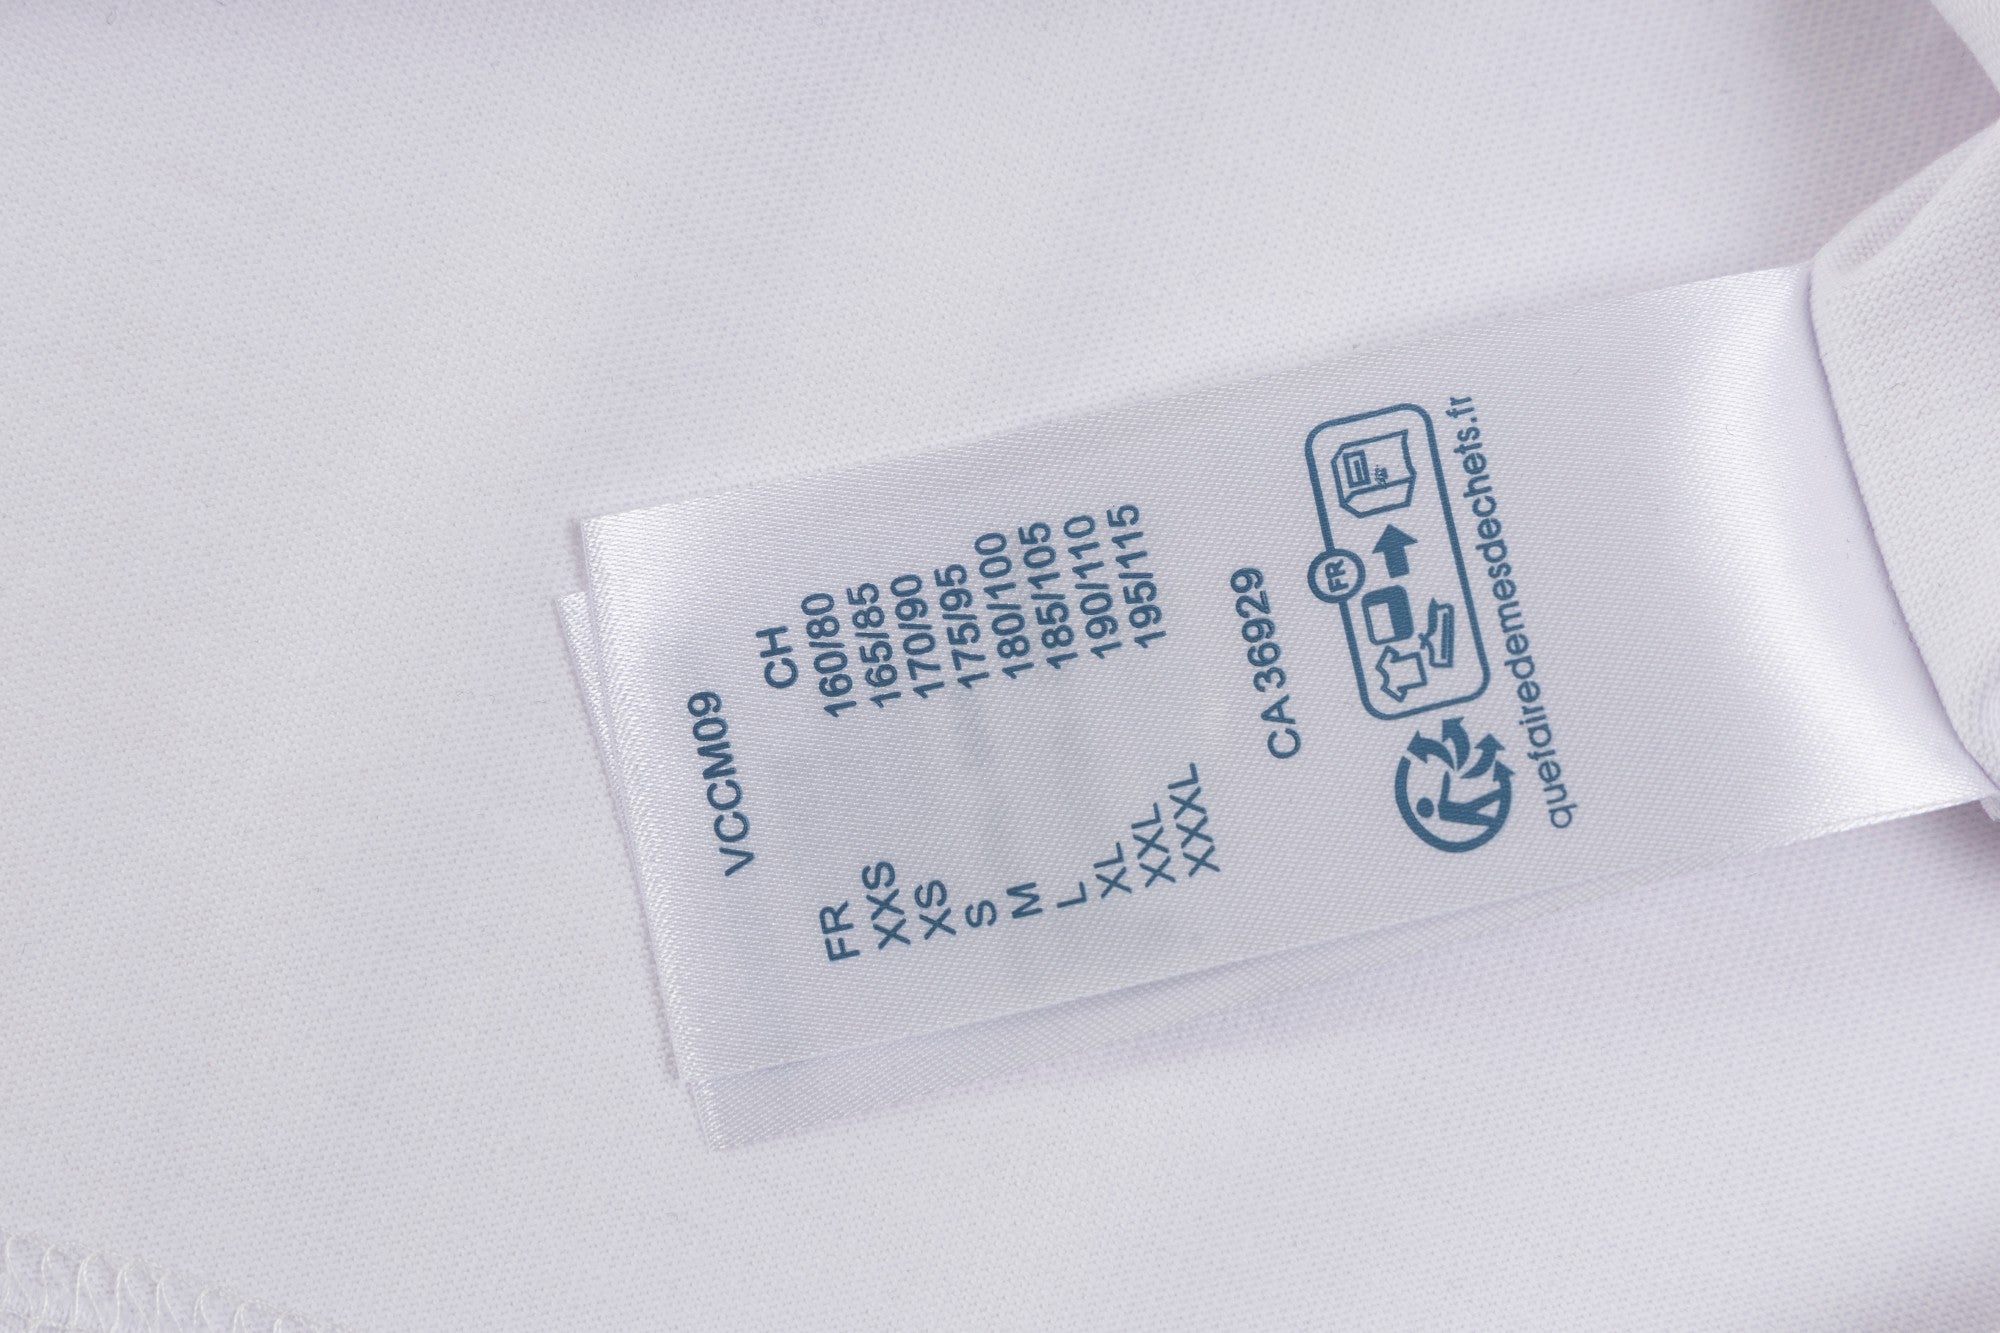 VCCM09
FR CH
XXS 160/80
XS 165/85
S 170/90
M 175/95
L 180/100
XL 185/105
XXL 190/110
XXXL 195/115
CA 36929
FR
quefairedemesdechets.fr